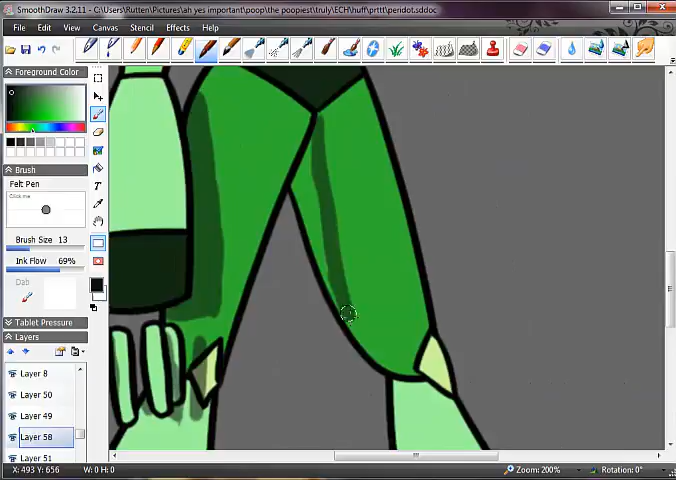 SmoothDraw 3.2.11 - C:\Users\Rutten\Pictures\ah yes important\poop\the poopiest\truly\ECH\huff\prttt\peridot.sddoc
File Edit View Canvas Stencil Effects Help
Foreground Color
Brush
Felt Pen
Click me
Brush Size 13
Ink Flow 69%
Dab
Tablet Pressure
Layers
Layer 8
Layer 50
Layer 49
Layer 58
Layer 51
X: 493 Y: 656 W: 0 H: 0 Zoom: 200% Rotation: 0°